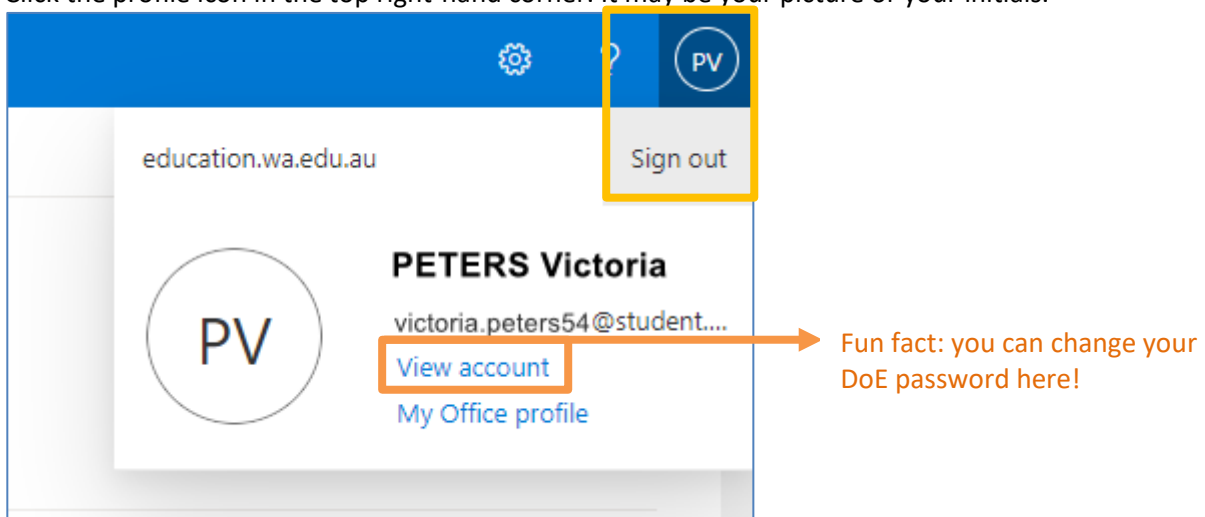 Click the profile icon in the top right-hand corner. It may be your picture or your initials.
? PV
education.wa.edu.au Sign out
PETERS Victoria
PV
victoria.peters54@student....
View account
My Office profile
Fun fact: you can change your
DoE password here!